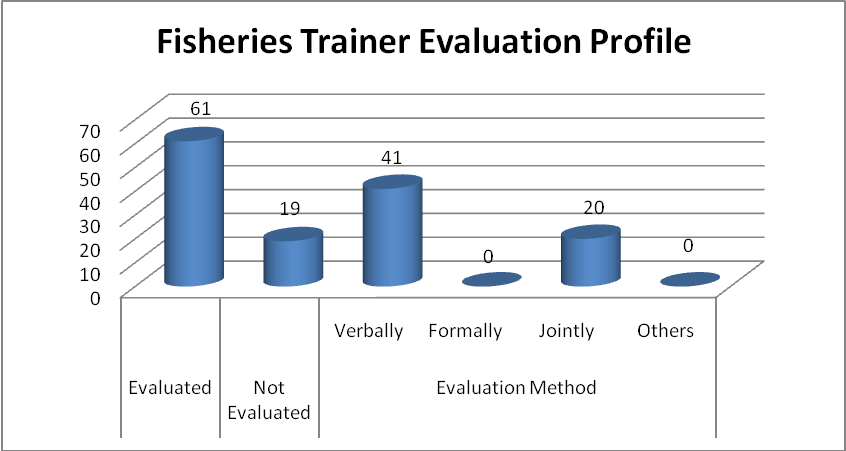 Fisheries Trainer Evaluation Profile
70
60
50
40
30
20
10
0
61
19
41
0
20
0
Verbally Formally Jointly Others
Evaluated
Not
Evaluated
Evaluation Method